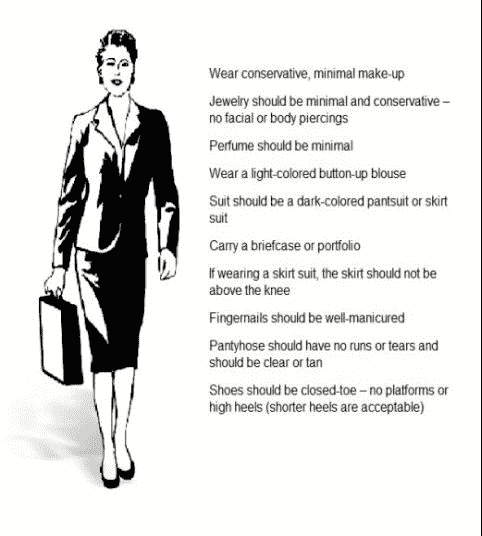 Wear conservative, minimal make-up
Jewelry should be minimal and conservative –
no facial or body piercings
Perfume should be minimal
Wear a light-colored button-up blouse
Suit should be a dark-colored pantsuit or skirt
suit
Carry a briefcase or portfolio
If wearing a skirt suit, the skirt should not be
above the knee
Fingernails should be well-manicured
Pantyhose should have no runs or tears and
should be clear or tan
Shoes should be closed-toe – no platforms or
high heels (shorter heels are acceptable)